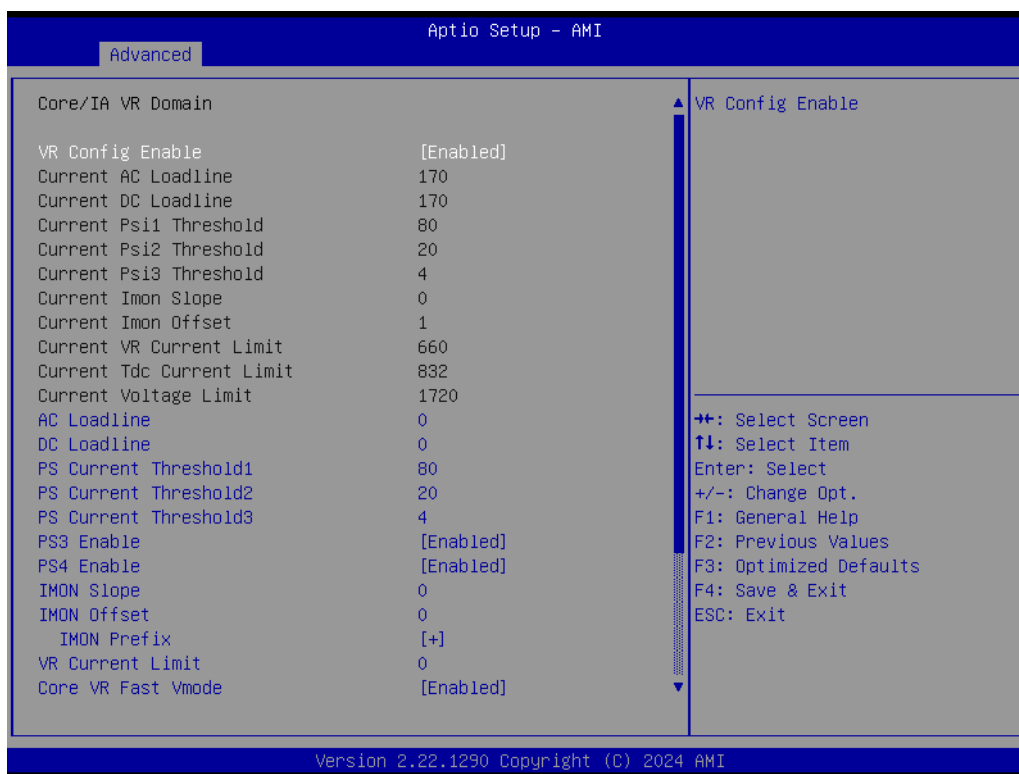 Aptio Setup – AMI
Advanced
Core/IA VR Domain
VR Config Enable [Enabled]
Current AC Loadline 170
Current DC Loadline 170
Current Psi1 Threshold 80
Current Psi2 Threshold 20
Current Psi3 Threshold 4
Current Imon Slope 0
Current Imon Offset 1
Current VR Current Limit 660
Current Tdc Current Limit 832
Current Voltage Limit 1720
AC Loadline 0
DC Loadline 0
PS Current Threshold1 80
PS Current Threshold2 20
PS Current Threshold3 4
PS3 Enable [Enabled]
PS4 Enable [Enabled]
IMON Slope 0
IMON Offset 0
IMON Prefix [+]
VR Current Limit 0
Core VR Fast Vmode [Enabled]
VR Config Enable
→←: Select Screen
↑↓: Select Item
Enter: Select
+/-: Change Opt.
F1: General Help
F2: Previous Values
F3: Optimized Defaults
F4: Save & Exit
ESC: Exit
Version 2.22.1290 Copyright (C) 2024 AMI